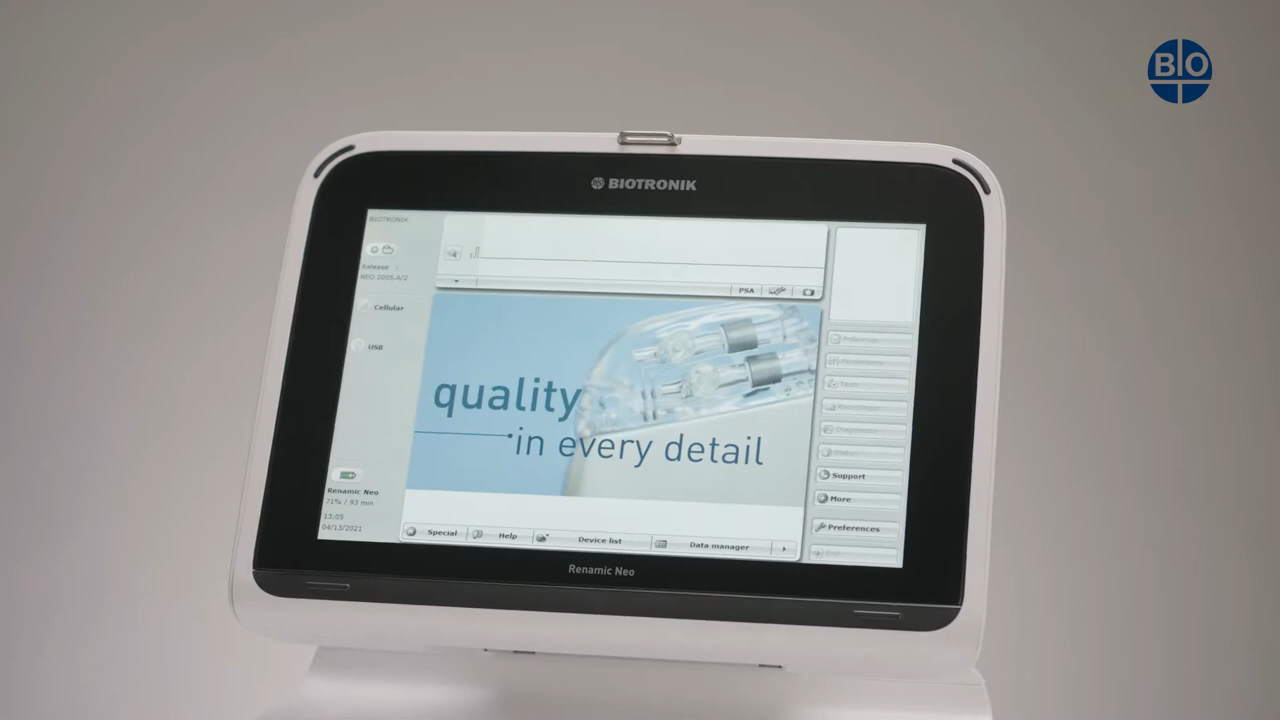 BIO
BIOTRONIK
BIOTRONIK
Release :
NEO 2005.A/2
Cellular
USB
1
PSA
quality
in every detail
Preferences
Support
More
Renamic Neo
71% / 93 min.
13:05
04/13/2021
Special
Help
Device list
Data manager
Renamic Neo